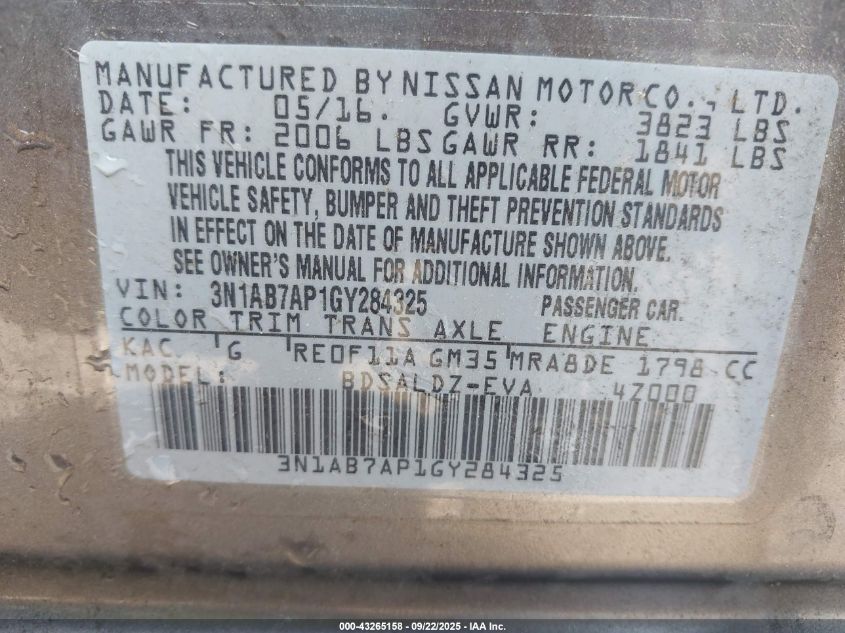 MANUFACTURED BY NISSAN MOTOR CO., LTD.
DATE: 05/16. GVWR: 3823 LBS
GAWR FR: 2006 LBS GAWR RR: 1841 LBS
THIS VEHICLE CONFORMS TO ALL APPLICABLE FEDERAL MOTOR
VEHICLE SAFETY, BUMPER AND THEFT PREVENTION STANDARDS
IN EFFECT ON THE DATE OF MANUFACTURE SHOWN ABOVE.
SEE OWNER'S MANUAL FOR ADDITIONAL INFORMATION.
VIN: 3N1AB7AP1GY284325 PASSENGER CAR.
COLOR TRIM TRANS AXLE ENGINE
KAC G RE0F11A GM35 MRA8DE 1798 CC
MODEL: BDSALDZ-EVA 4Z000
3N1AB7AP1GY284325
000-43265158 - 09/22/2025 - IAA Inc.